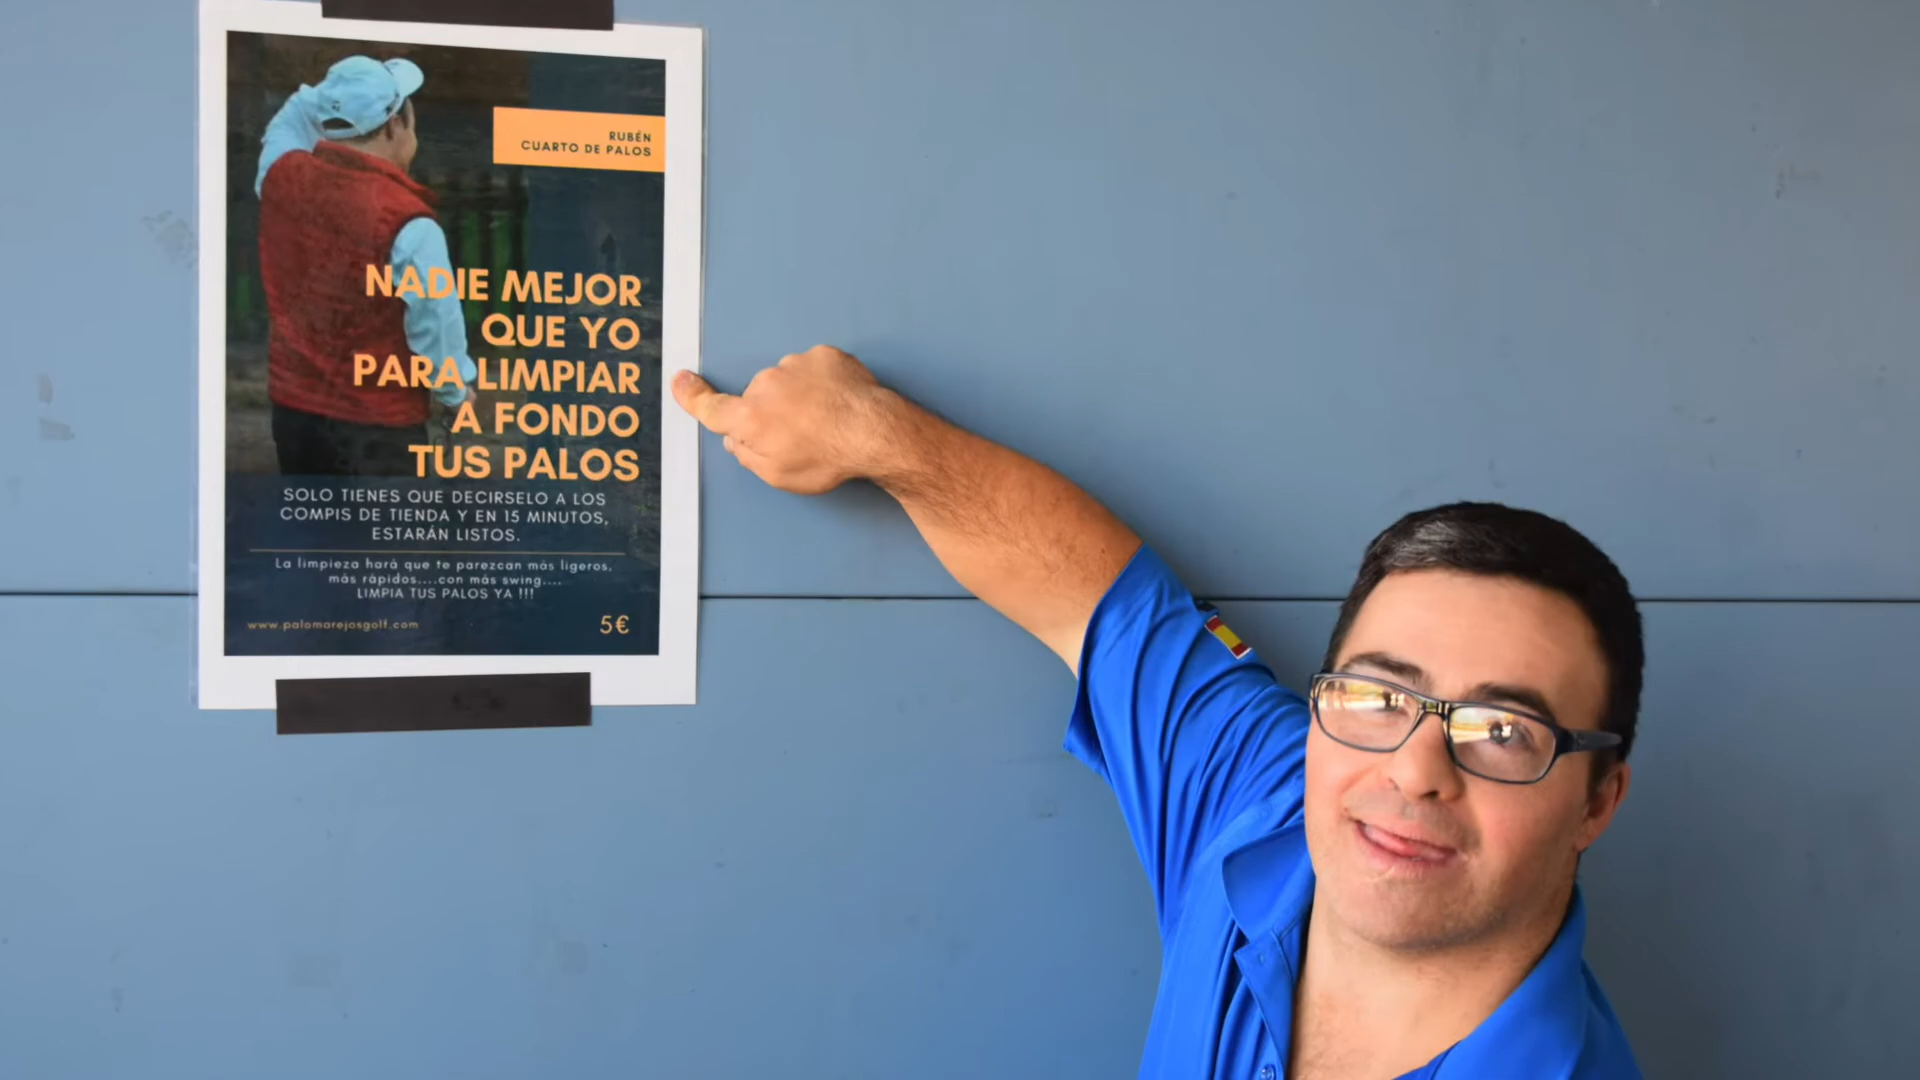 RUBÉN
CUARTO DE PALOS
NADIE MEJOR
QUE YO
PARA LIMPIAR
A FONDO
TUS PALOS
SOLO TIENES QUE DECIRSELO A LOS
COMPIS DE TIENDA Y EN 15 MINUTOS,
ESTARÁN LISTOS.
La limpieza hará que te parezcan más ligeros,
más rápidos....con más swing....
LIMPIA TUS PALOS YA !!!
www.palomarejosgolf.com
5€